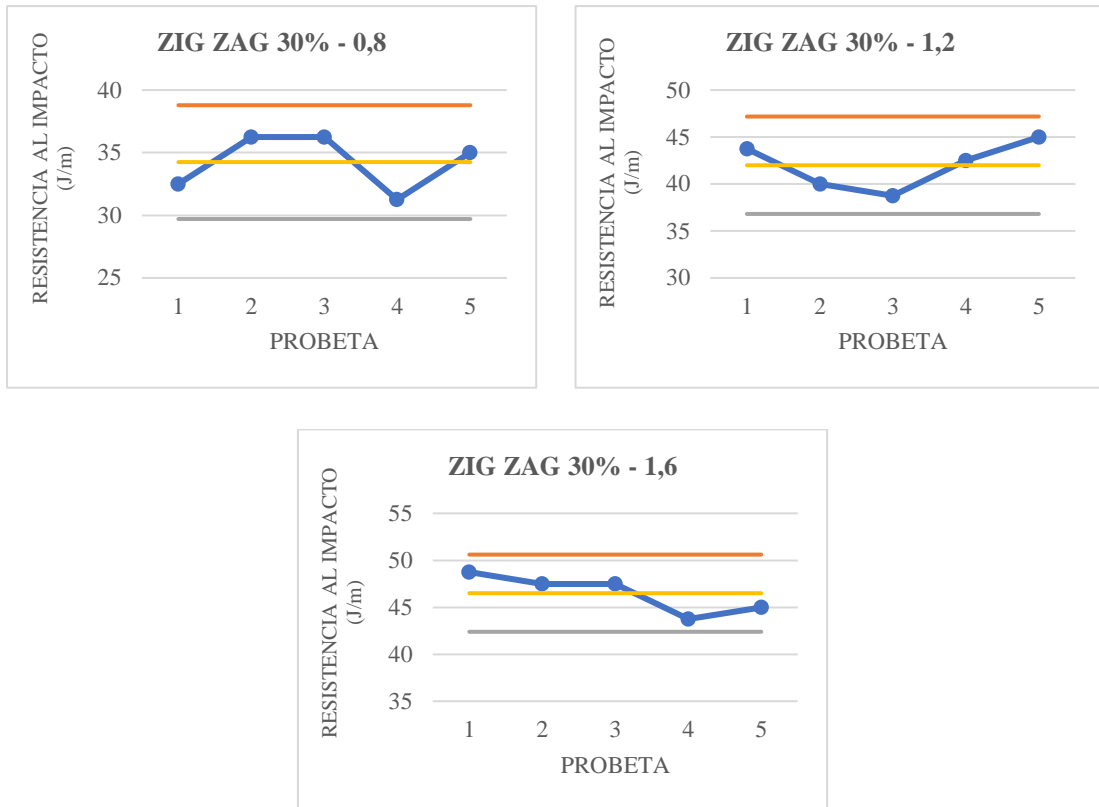 ZIG ZAG 30% - 0,8
RESISTENCIA AL IMPACTO
(J/m)
40
35
30
25
1 2 3 4 5
PROBETA
ZIG ZAG 30% - 1,2
RESISTENCIA AL IMPACTO
(J/m)
50
45
40
35
30
1 2 3 4 5
PROBETA
ZIG ZAG 30% - 1,6
RESISTENCIA AL IMPACTO
(J/m)
55
50
45
40
35
1 2 3 4 5
PROBETA